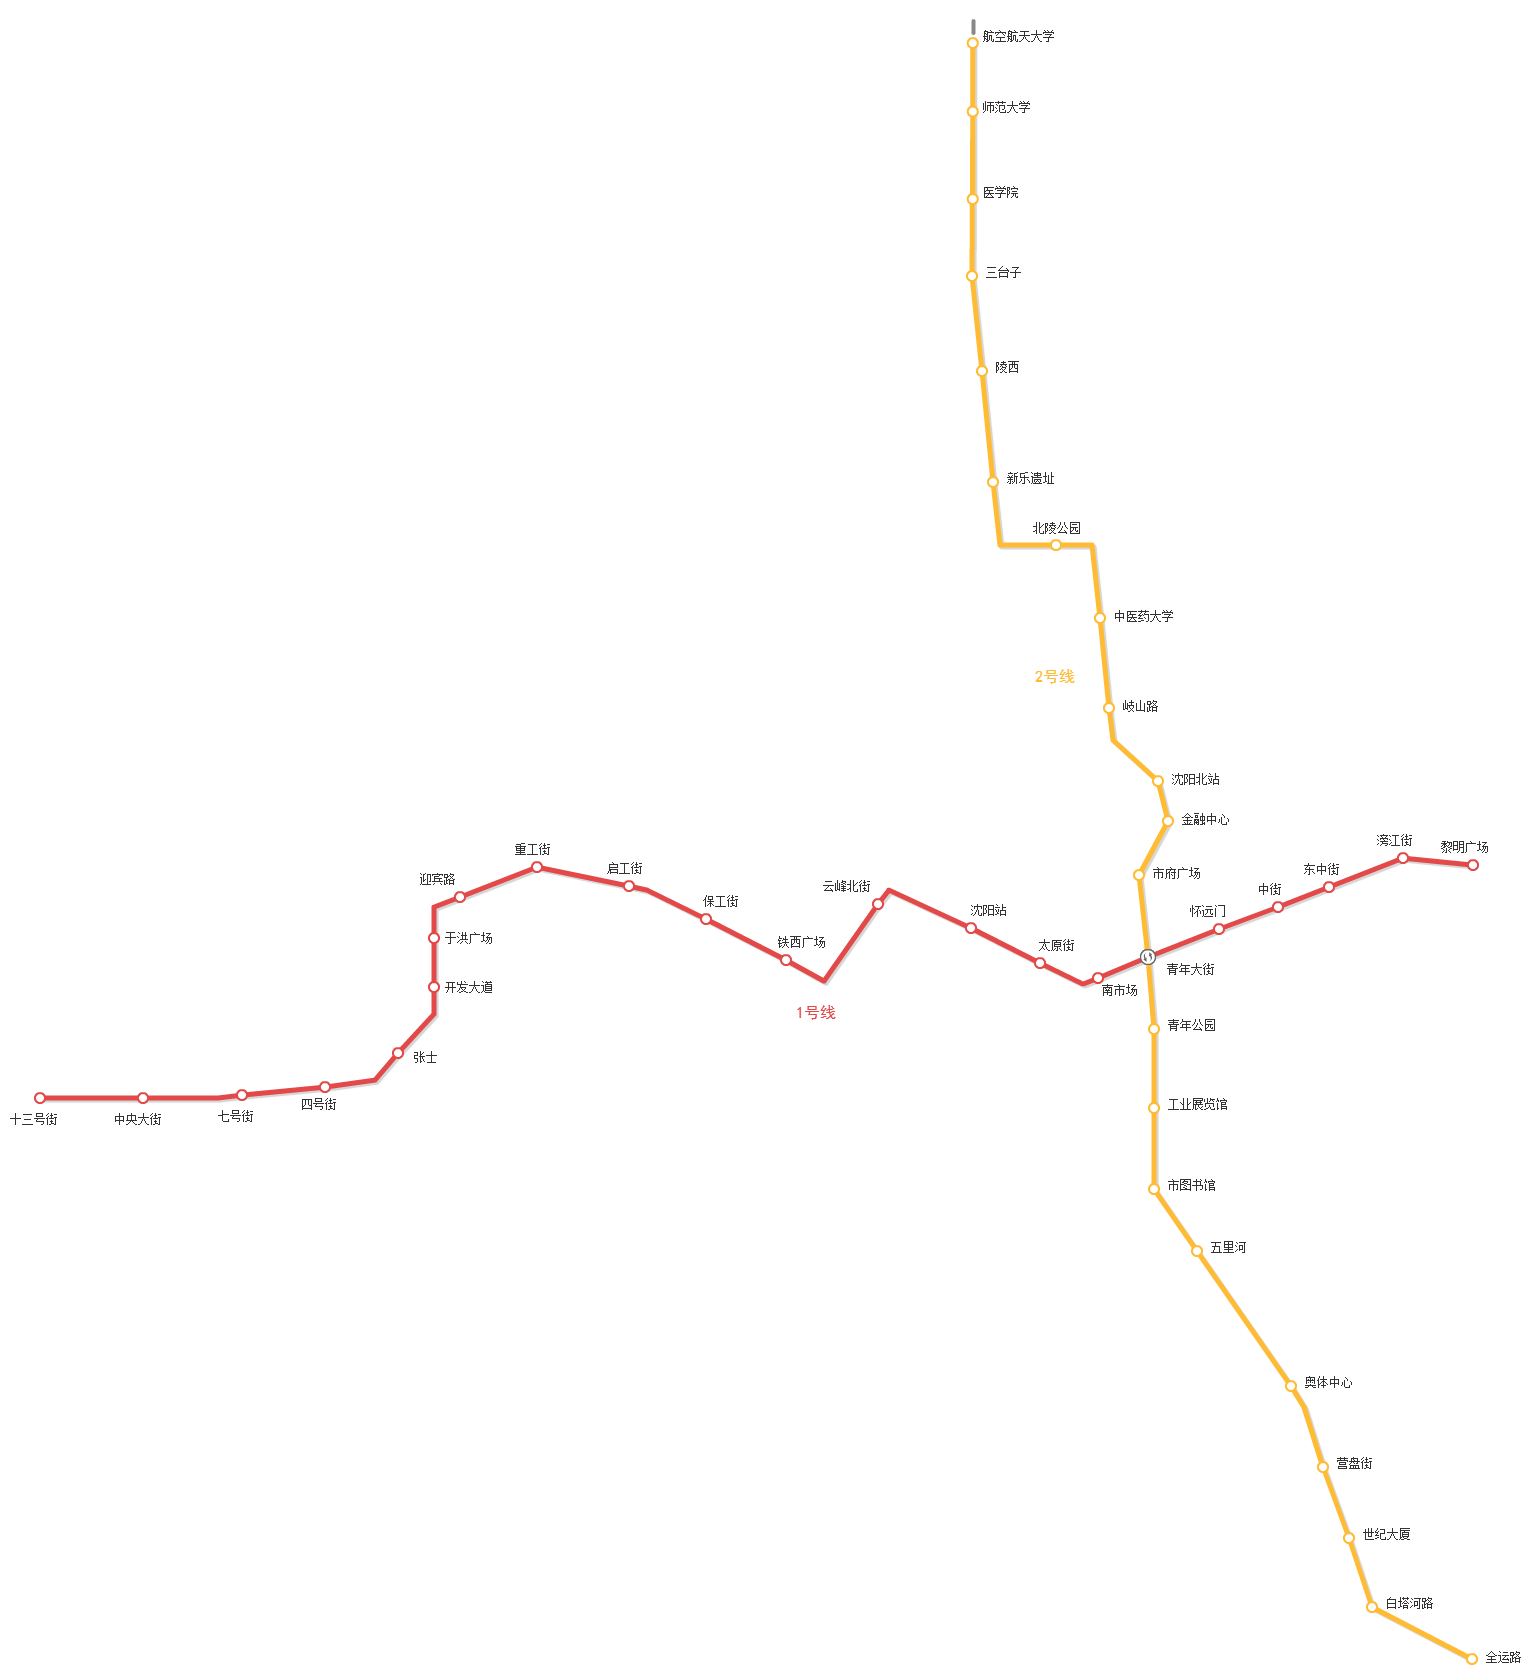 航空航天大学
师范大学
医学院
三台子
陵西
新乐遗址
北陵公园
中医药大学
2号线
岐山路
沈阳北站
金融中心
滂江街
黎明广场
重工街
启工街
东中街
市府广场
迎宾路
云峰北街
中街
保工街
沈阳站
怀远门
于洪广场
铁西广场
太原街
青年大街
开发大道
南市场
1号线
青年公园
张士
四号街
工业展览馆
十三号街
中央大街
七号街
市图书馆
五里河
奥体中心
营盘街
世纪大厦
白塔河路
全运路